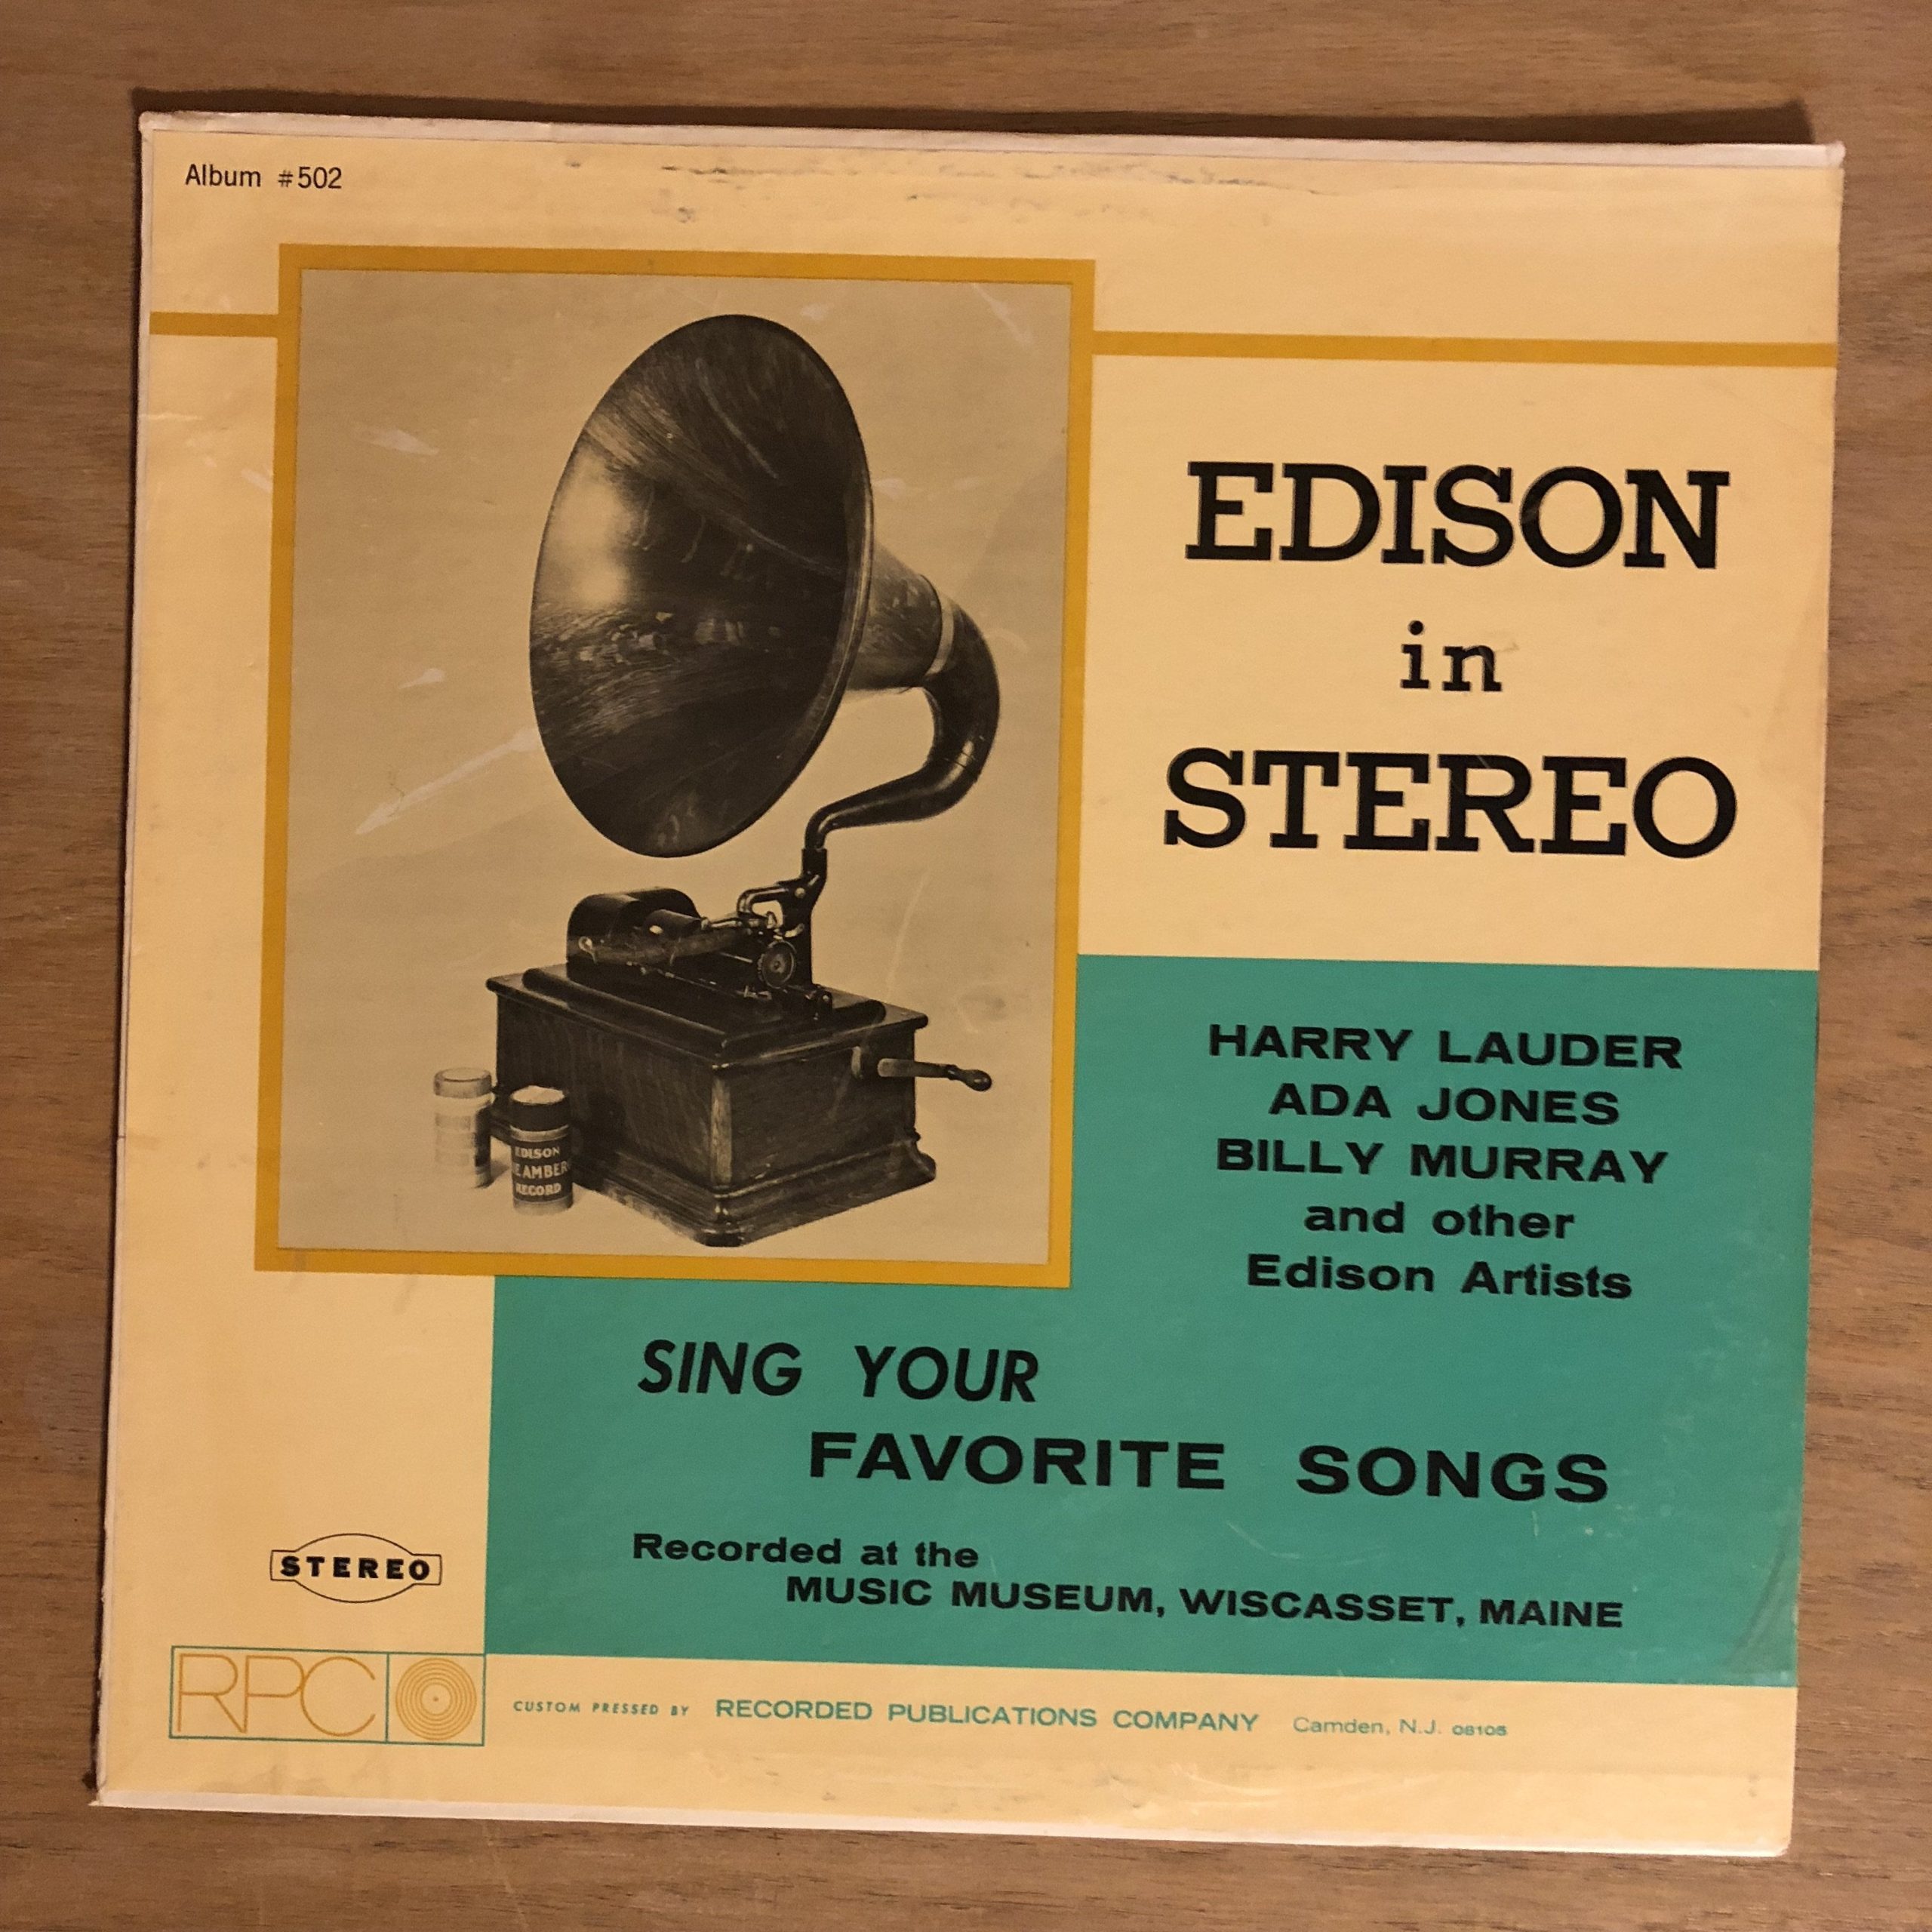 Album #502
EDISON
in
STEREO
HARRY LAUDER
ADA JONES
BILLY MURRAY
and other
Edison Artists
EDISON
E AMBER
RECORD
SING YOUR
FAVORITE SONGS
Recorded at the
MUSIC MUSEUM, WISCASSET, MAINE
STEREO
RPC
CUSTOM PRESSED BY RECORDED PUBLICATIONS COMPANY Camden, N.J. 08105